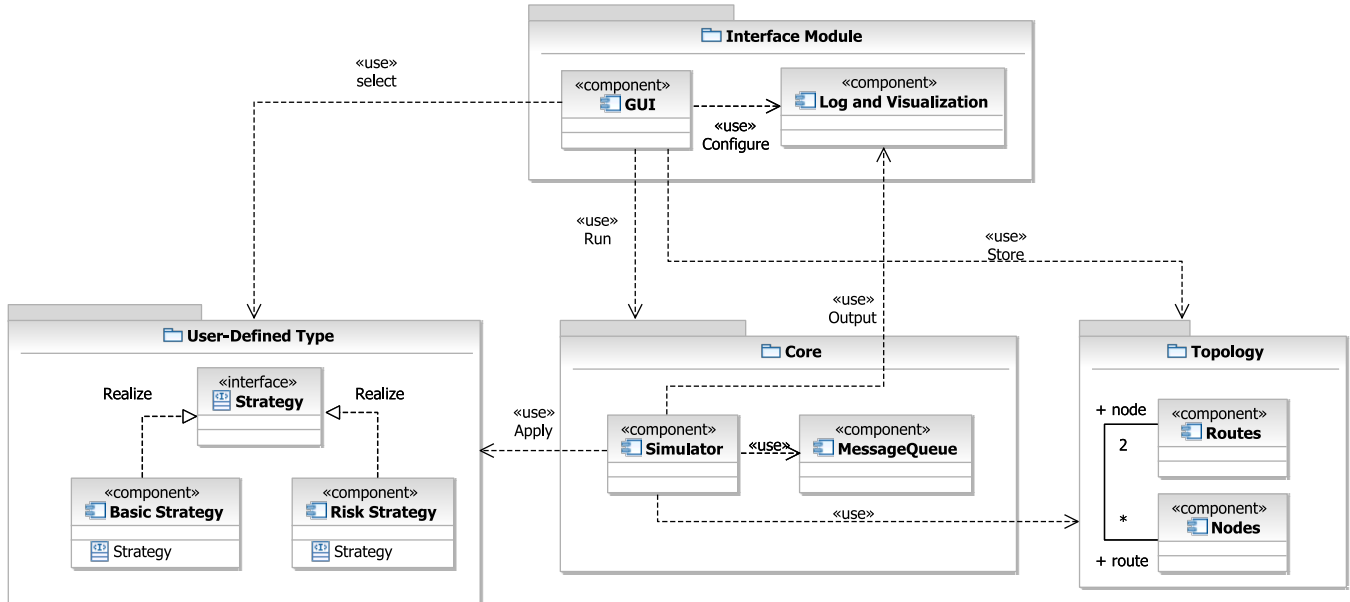 Interface Module
«use»
select
«component»
GUI
«use»
Configure
«component»
Log and Visualization
«use»
Run
«use»
Store
«use»
Output
User-Defined Type
«interface»
Strategy
Realize
Realize
«component»
Basic Strategy
Strategy
«component»
Risk Strategy
Strategy
«use»
Apply
Core
«component»
Simulator
«use»
«component»
MessageQueue
«use»
Topology
+ node
2
«component»
Routes
*
+ route
«component»
Nodes